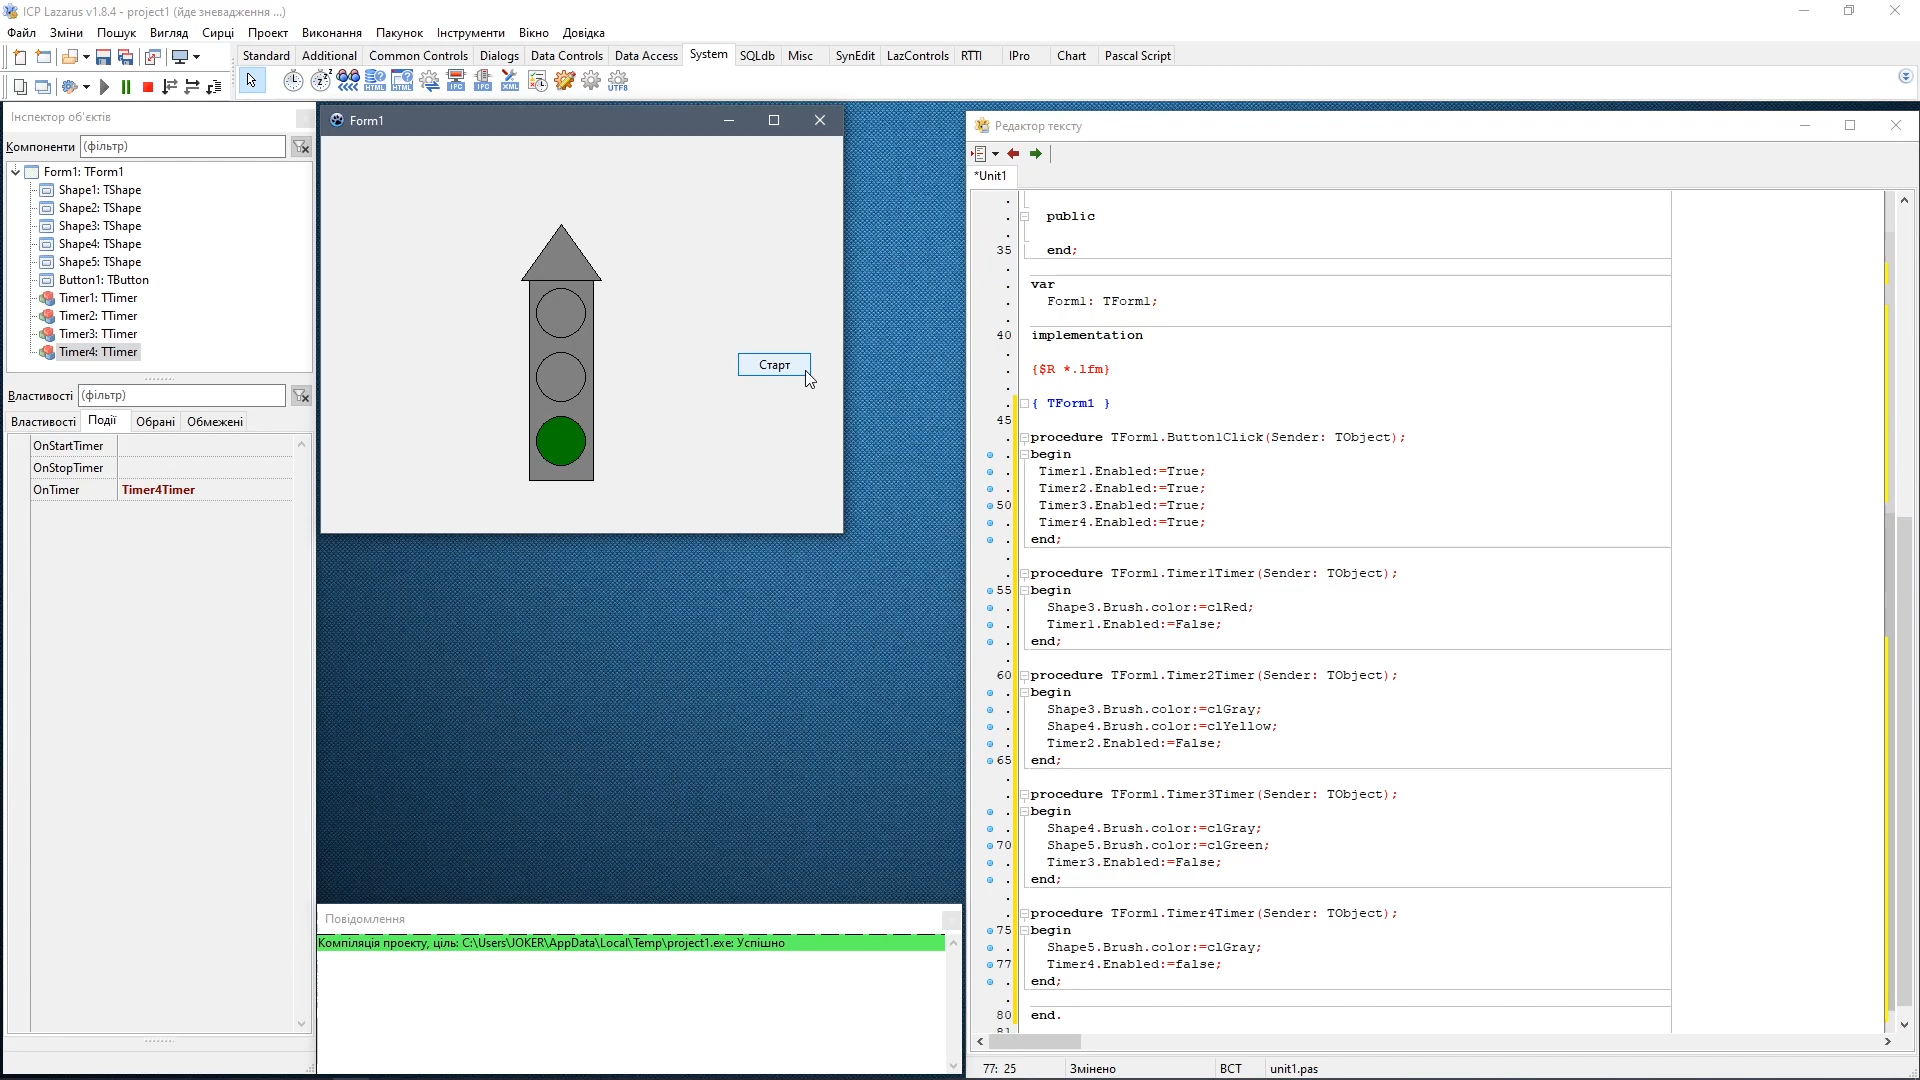 ICP Lazarus v1.8.4 - project1 (йде зневадження ...)
Файл Зміни Пошук Вигляд Сирці Проект Виконання Пакунок Інструменти Вікно Довідка
Standard Additional Common Controls Dialogs Data Controls Data Access System SQLdb Misc SynEdit LazControls RTTI IPro Chart Pascal Script
Інспектор об'єктів
Компоненти (фільтр)
Form1: TForm1
Shape1: TShape
Shape2: TShape
Shape3: TShape
Shape4: TShape
Shape5: TShape
Button1: TButton
Timer1: TTimer
Timer2: TTimer
Timer3: TTimer
Timer4: TTimer
Властивості (фільтр)
Властивості Події Обрані Обмежені
OnStartTimer
OnStopTimer
OnTimer Timer4Timer
Form1
Старт
Повідомлення
Компіляція проекту, ціль: C:\Users\JOKER\AppData\Local\Temp\project1.exe: Успішно
Редактор тексту
*Unit1
public
35 end;
var
Form1: TForm1;
40 implementation
{$R *.lfm}
{ TForm1 }
45
procedure TForm1.Button1Click(Sender: TObject);
begin
Timer1.Enabled:=True;
Timer2.Enabled:=True;
50 Timer3.Enabled:=True;
Timer4.Enabled:=True;
end;
procedure TForm1.Timer1Timer(Sender: TObject);
55 begin
Shape3.Brush.color:=clRed;
Timer1.Enabled:=False;
end;
60 procedure TForm1.Timer2Timer(Sender: TObject);
begin
Shape3.Brush.color:=clGray;
Shape4.Brush.color:=clYellow;
Timer2.Enabled:=False;
65 end;
procedure TForm1.Timer3Timer(Sender: TObject);
begin
Shape4.Brush.color:=clGray;
70 Shape5.Brush.color:=clGreen;
Timer3.Enabled:=False;
end;
procedure TForm1.Timer4Timer(Sender: TObject);
75 begin
Shape5.Brush.color:=clGray;
77 Timer4.Enabled:=false;
end;
80 end.
81
77: 25 Змінено ВСТ unit1.pas